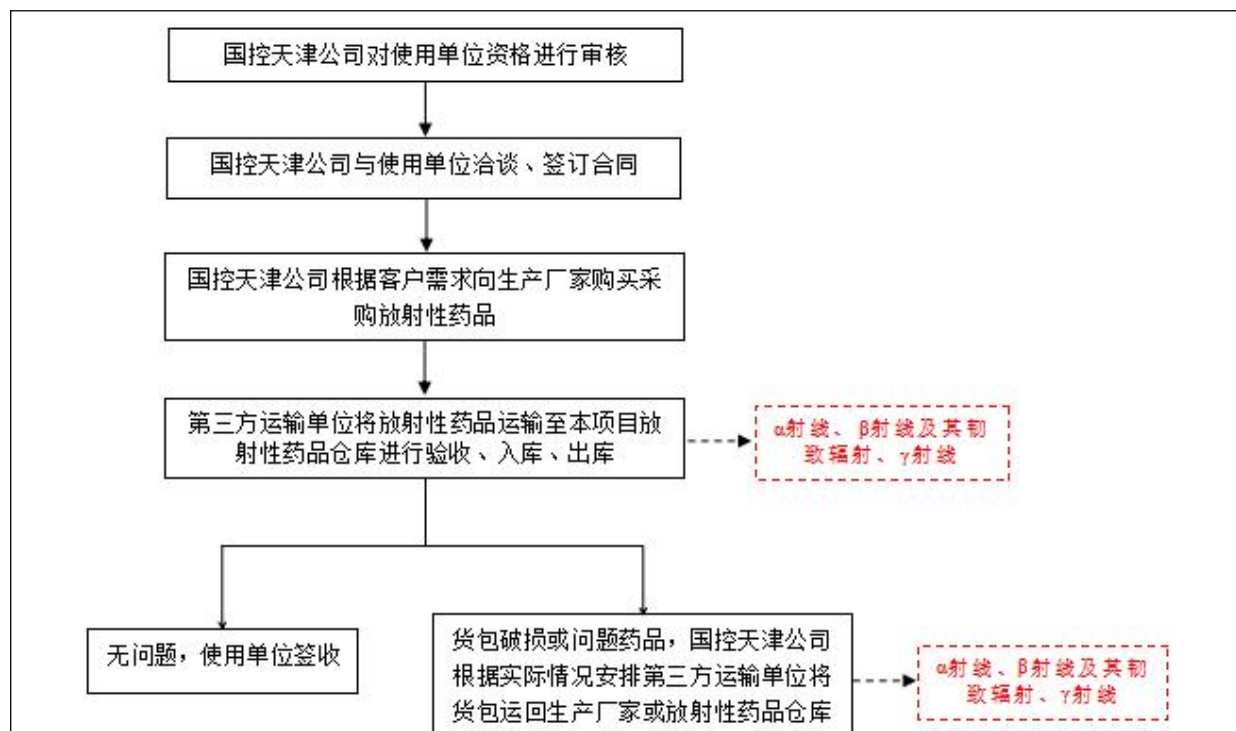 国控天津公司对使用单位资格进行审核
国控天津公司与使用单位洽谈、签订合同
国控天津公司根据客户需求向生产厂家购买采
购放射性药品
第三方运输单位将放射性药品运输至本项目放
射性药品仓库进行验收、入库、出库
α射线、β射线及其韧
致辐射、γ射线
无问题，使用单位签收
货包破损或问题药品，国控天津公司
根据实际情况安排第三方运输单位将
货包运回生产厂家或放射性药品仓库
α射线、β射线及其韧
致辐射、γ射线